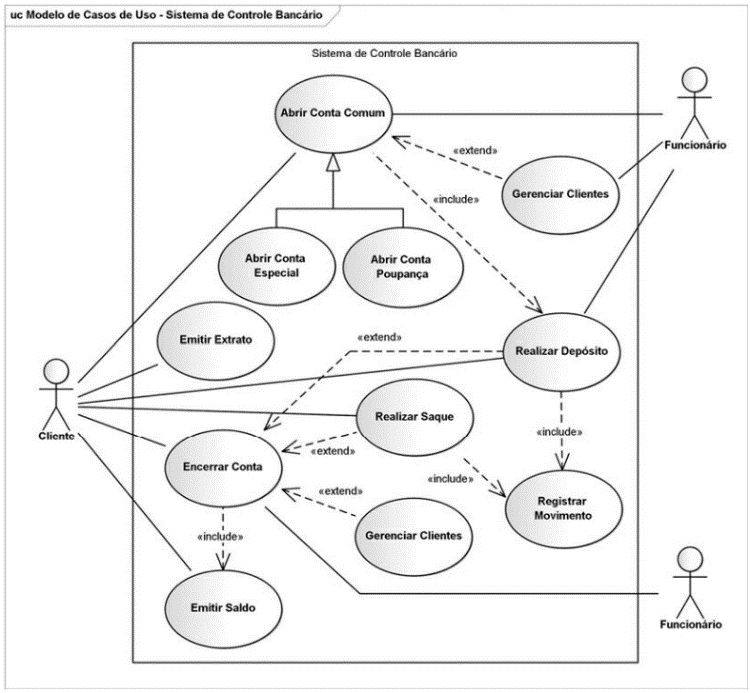 uc Modelo de Casos de Uso - Sistema de Controle Bancário
Sistema de Controle Bancário
Abrir Conta Comum
Funcionário
«extend»
Gerenciar Clientes
«include»
Abrir Conta
Especial
Abrir Conta
Poupança
Emitir Extrato
«extend»
Realizar Depósito
Cliente
Realizar Saque
«extend»
«include»
Encerrar Conta
«include»
«extend»
Registrar
Movimento
«include»
Gerenciar Clientes
Emitir Saldo
Funcionário